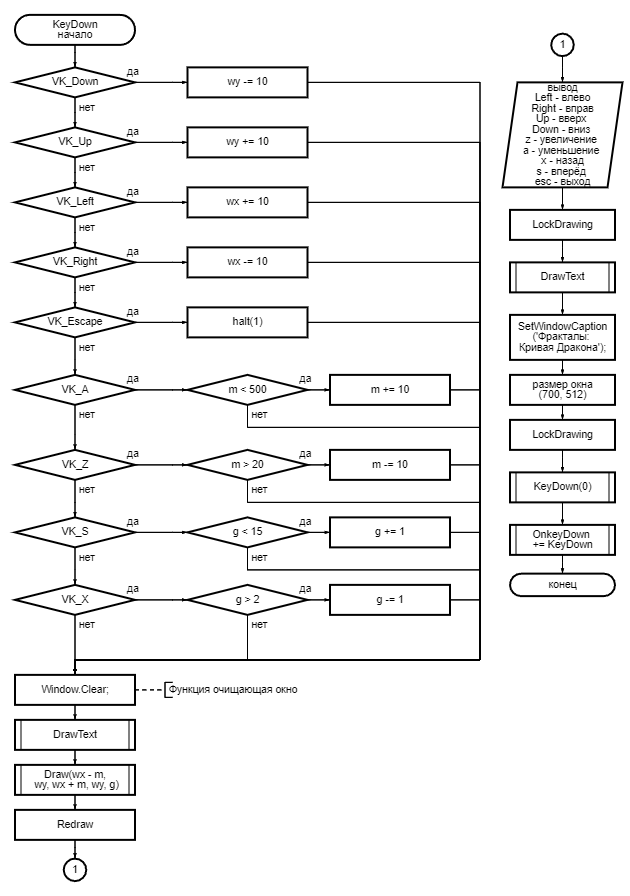 KeyDown
начало
VK_Down
да
wy -= 10
нет
VK_Up
да
wy += 10
нет
VK_Left
да
wx += 10
нет
VK_Right
да
wx -= 10
нет
VK_Escape
да
halt(1)
нет
VK_A
да
m < 500
да
m += 10
нет
нет
VK_Z
да
m > 20
да
m -= 10
нет
нет
VK_S
да
g < 15
да
g += 1
нет
нет
VK_X
да
g > 2
да
g -= 1
нет
нет
Window.Clear;
Функция очищающая окно
DrawText
Draw(wx - m,
wy, wx + m, wy, g)
Redraw
1
1
вывод
Left - влево
Right - вправ
Up - вверх
Down - вниз
z - увеличение
a - уменьшение
x - назад
s - вперёд
esc - выход
LockDrawing
DrawText
SetWindowCaption
('Фракталы:
Кривая Дракона');
размер окна
(700, 512)
LockDrawing
KeyDown(0)
OnkeyDown
+= KeyDown
конец